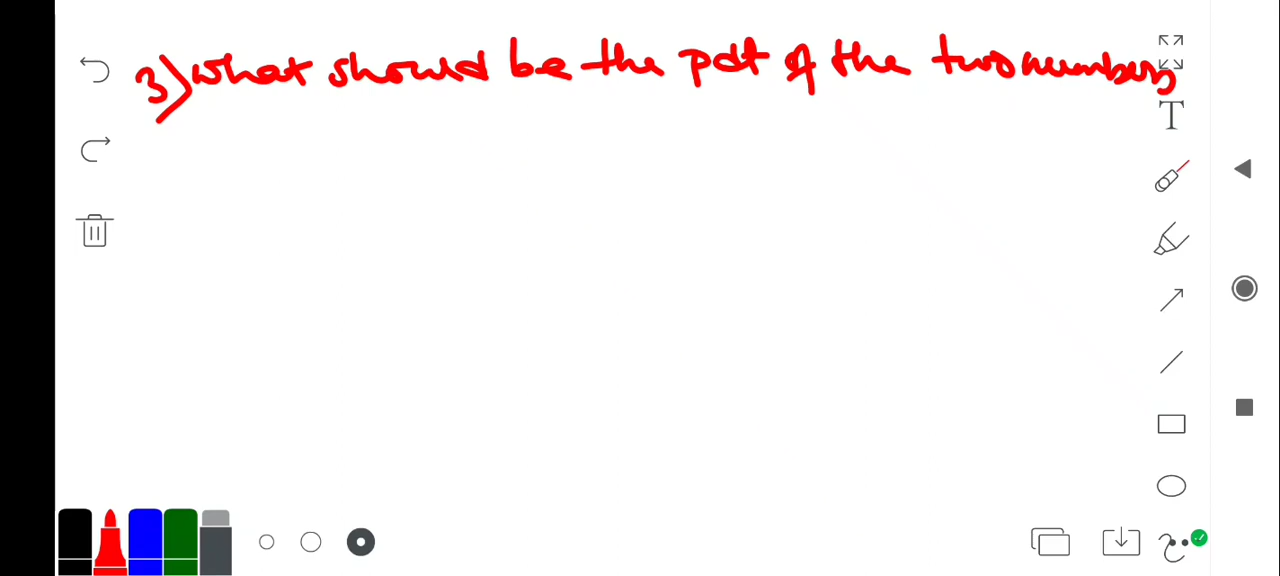 3) what should be the pdt of the two numbers
T